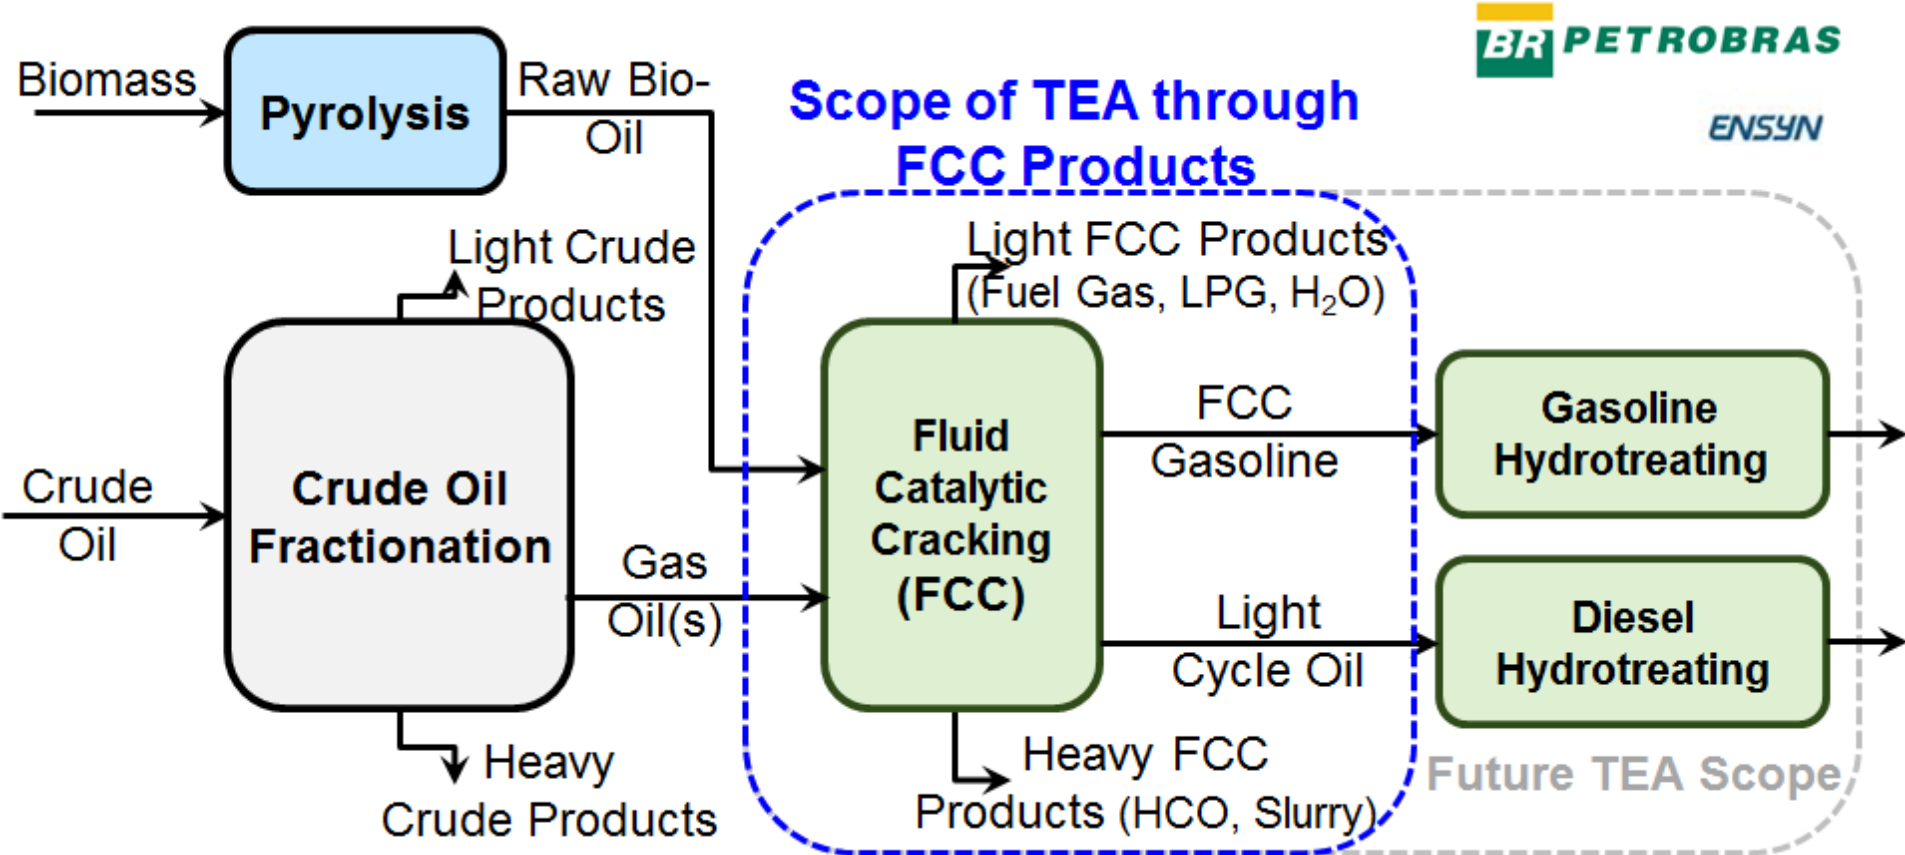 BR PETROBRAS
ENSYN
Scope of TEA through
FCC Products
Biomass
Pyrolysis
Raw Bio-
Oil
Light Crude
Products
Crude
Oil
Crude Oil
Fractionation
Gas
Oil(s)
Heavy
Crude Products
Light FCC Products
(Fuel Gas, LPG, H₂O)
Fluid
Catalytic
Cracking
(FCC)
FCC
Gasoline
Light
Cycle Oil
Heavy FCC
Products (HCO, Slurry)
Gasoline
Hydrotreating
Diesel
Hydrotreating
Future TEA Scope